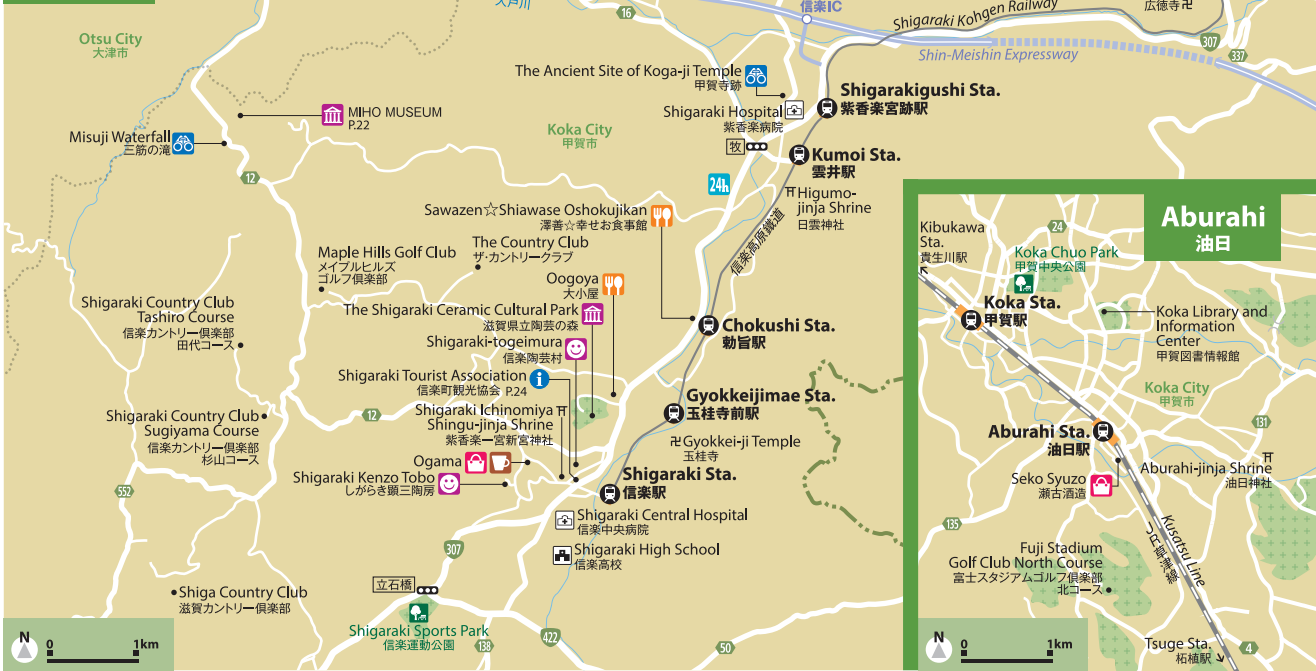 Otsu City
大津市
16
信楽IC
Shigaraki Kohgen Railway
広徳寺卍
307
337
Shin-Meishin Expressway
The Ancient Site of Koga-ji Temple
甲賀寺跡
Shigarakigushi Sta.
紫香楽宮跡駅
Shigaraki Hospital
紫香楽病院
MIHO MUSEUM
P.22
Koka City
甲賀市
Misuji Waterfall
三筋の滝
牧
Kumoi Sta.
雲井駅
12
24h
Higumo-
jinja Shrine
日雲神社
信楽高原鐵道
Sawazen☆Shiawase Oshokujikan
澤善☆幸せお食事館
Maple Hills Golf Club
メイプルヒルズ
ゴルフ倶楽部
The Country Club
ザ・カントリークラブ
Oogoya
大小屋
Shigaraki Country Club
Tashiro Course
信楽カントリー倶楽部
田代コース
The Shigaraki Ceramic Cultural Park
滋賀県立陶芸の森
Chokushi Sta.
勅旨駅
Shigaraki-togeimura
信楽陶芸村
Shigaraki Tourist Association
信楽町観光協会 P.24
Gyokkeijimae Sta.
玉桂寺前駅
12
Shigaraki Country Club
Sugiyama Course
信楽カントリー倶楽部
杉山コース
Shigaraki Ichinomiya
Shingu-jinja Shrine
紫香楽一宮新宮神社
卍Gyokkei-ji Temple
玉桂寺
Ogama
Shigaraki Kenzo Tobo
しがらき顕三陶房
Shigaraki Sta.
信楽駅
552
Shigaraki Central Hospital
信楽中央病院
307
Shigaraki High School
信楽高校
立石橋
Shiga Country Club
滋賀カントリー倶楽部
Shigaraki Sports Park
信楽運動公園
138
422
50
N
0 1km
Aburahi
油日
Kibukawa
Sta.
貴生川駅
24
Koka Chuo Park
甲賀中央公園
Koka Sta.
甲賀駅
Koka Library and
Information
Center
甲賀図書情報館
Koka City
甲賀市
131
Aburahi Sta.
油日駅
Aburahi-jinja Shrine
油日神社
Seko Syuzo
瀬古酒造
135
Kusatsu Line
JR草津線
Fuji Stadium
Golf Club North Course
富士スタジアムゴルフ倶楽部
北コース
Tsuge Sta.
柘植駅
4
N
0 1km